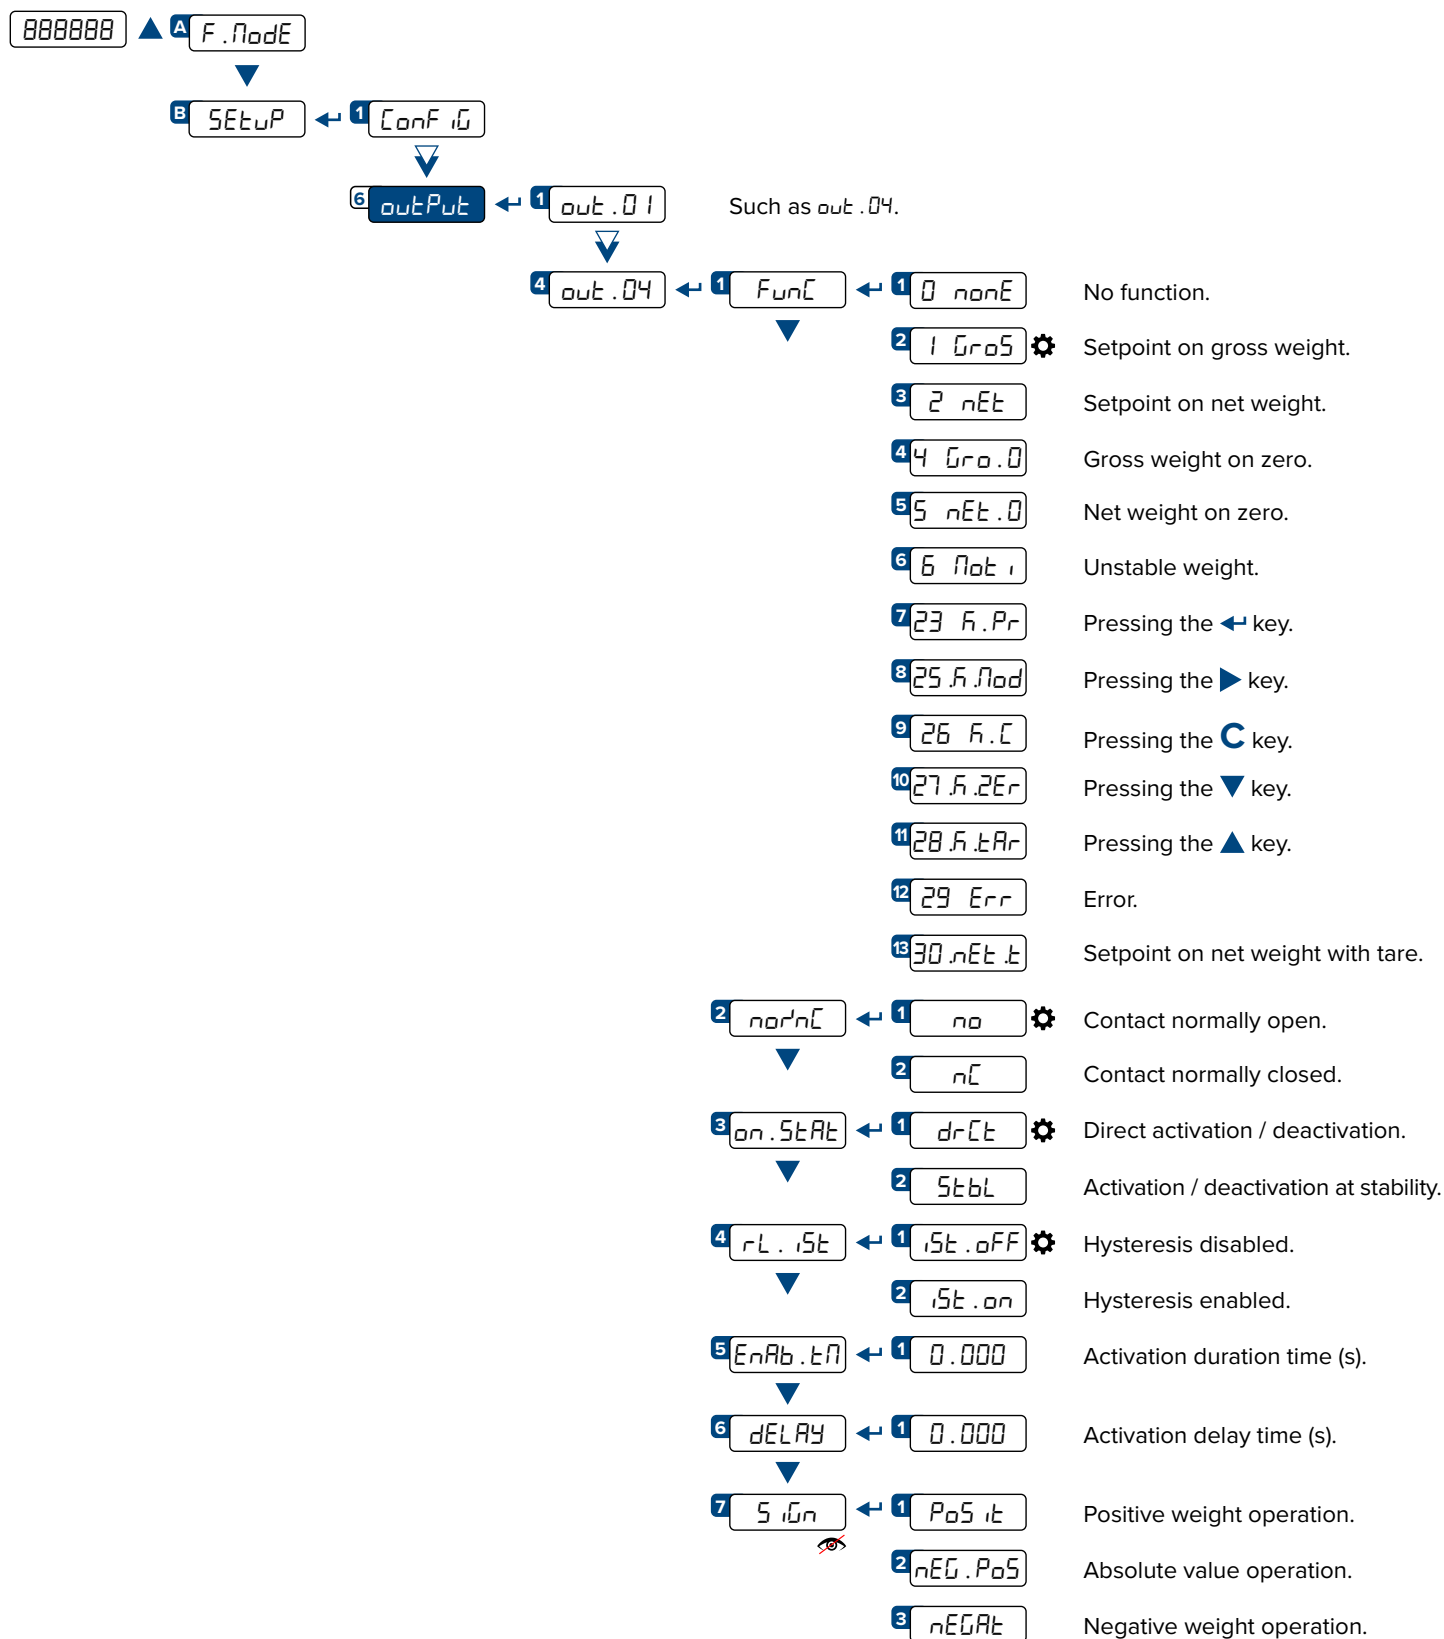 888888 A F.ModE
B SEtuP 1 ConFiG
6 outPut 1 out.01 Such as out.04.
4 out.04 1 FunC 1 0 nonE No function.
2 1 GroS Setpoint on gross weight.
3 2 nEt Setpoint on net weight.
4 4 Gro.0 Gross weight on zero.
5 5 nEt.0 Net weight on zero.
6 6 Moti Unstable weight.
7 23 k.Pr Pressing the key.
8 25.k.Mod Pressing the key.
9 26 k.C Pressing the C key.
10 27.k.2Er Pressing the key.
11 28.k.tAr Pressing the key.
12 29 Err Error.
13 30.nEt.t Setpoint on net weight with tare.
2 no/nC 1 no Contact normally open.
2 nC Contact normally closed.
3 on.StAt 1 drCt Direct activation / deactivation.
2 StbL Activation / deactivation at stability.
4 rL.iSt 1 iSt.oFF Hysteresis disabled.
2 iSt.on Hysteresis enabled.
5 EnAb.tM 1 0.000 Activation duration time (s).
6 dELAY 1 0.000 Activation delay time (s).
7 SiGn 1 PoSit Positive weight operation.
2 nEG.PoS Absolute value operation.
3 nEGAt Negative weight operation.